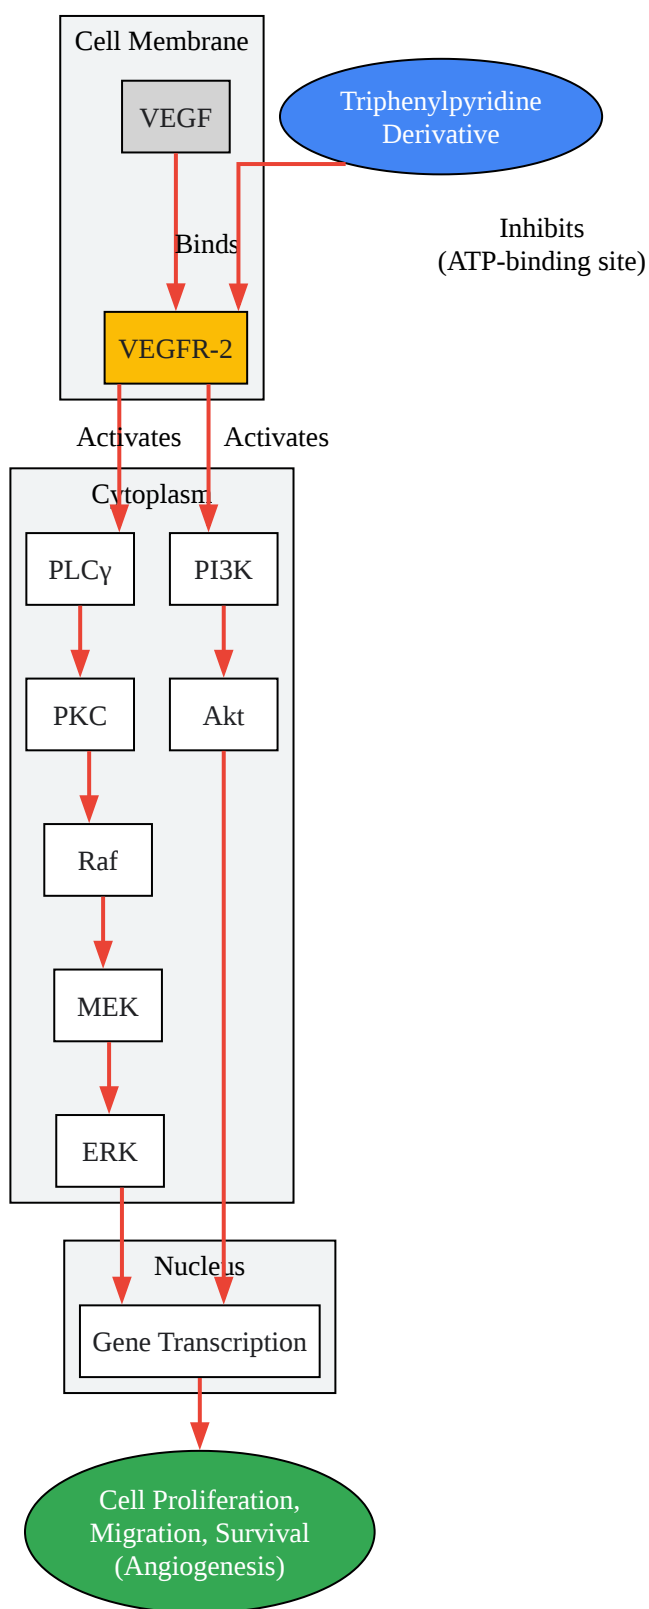 Cell Membrane
VEGF
Triphenylpyridine
Derivative
Binds
Inhibits
(ATP-binding site)
VEGFR-2
Activates
Activates
Cytoplasm
PLCγ
PI3K
PKC
Akt
Raf
MEK
ERK
Nucleus
Gene Transcription
Cell Proliferation,
Migration, Survival
(Angiogenesis)